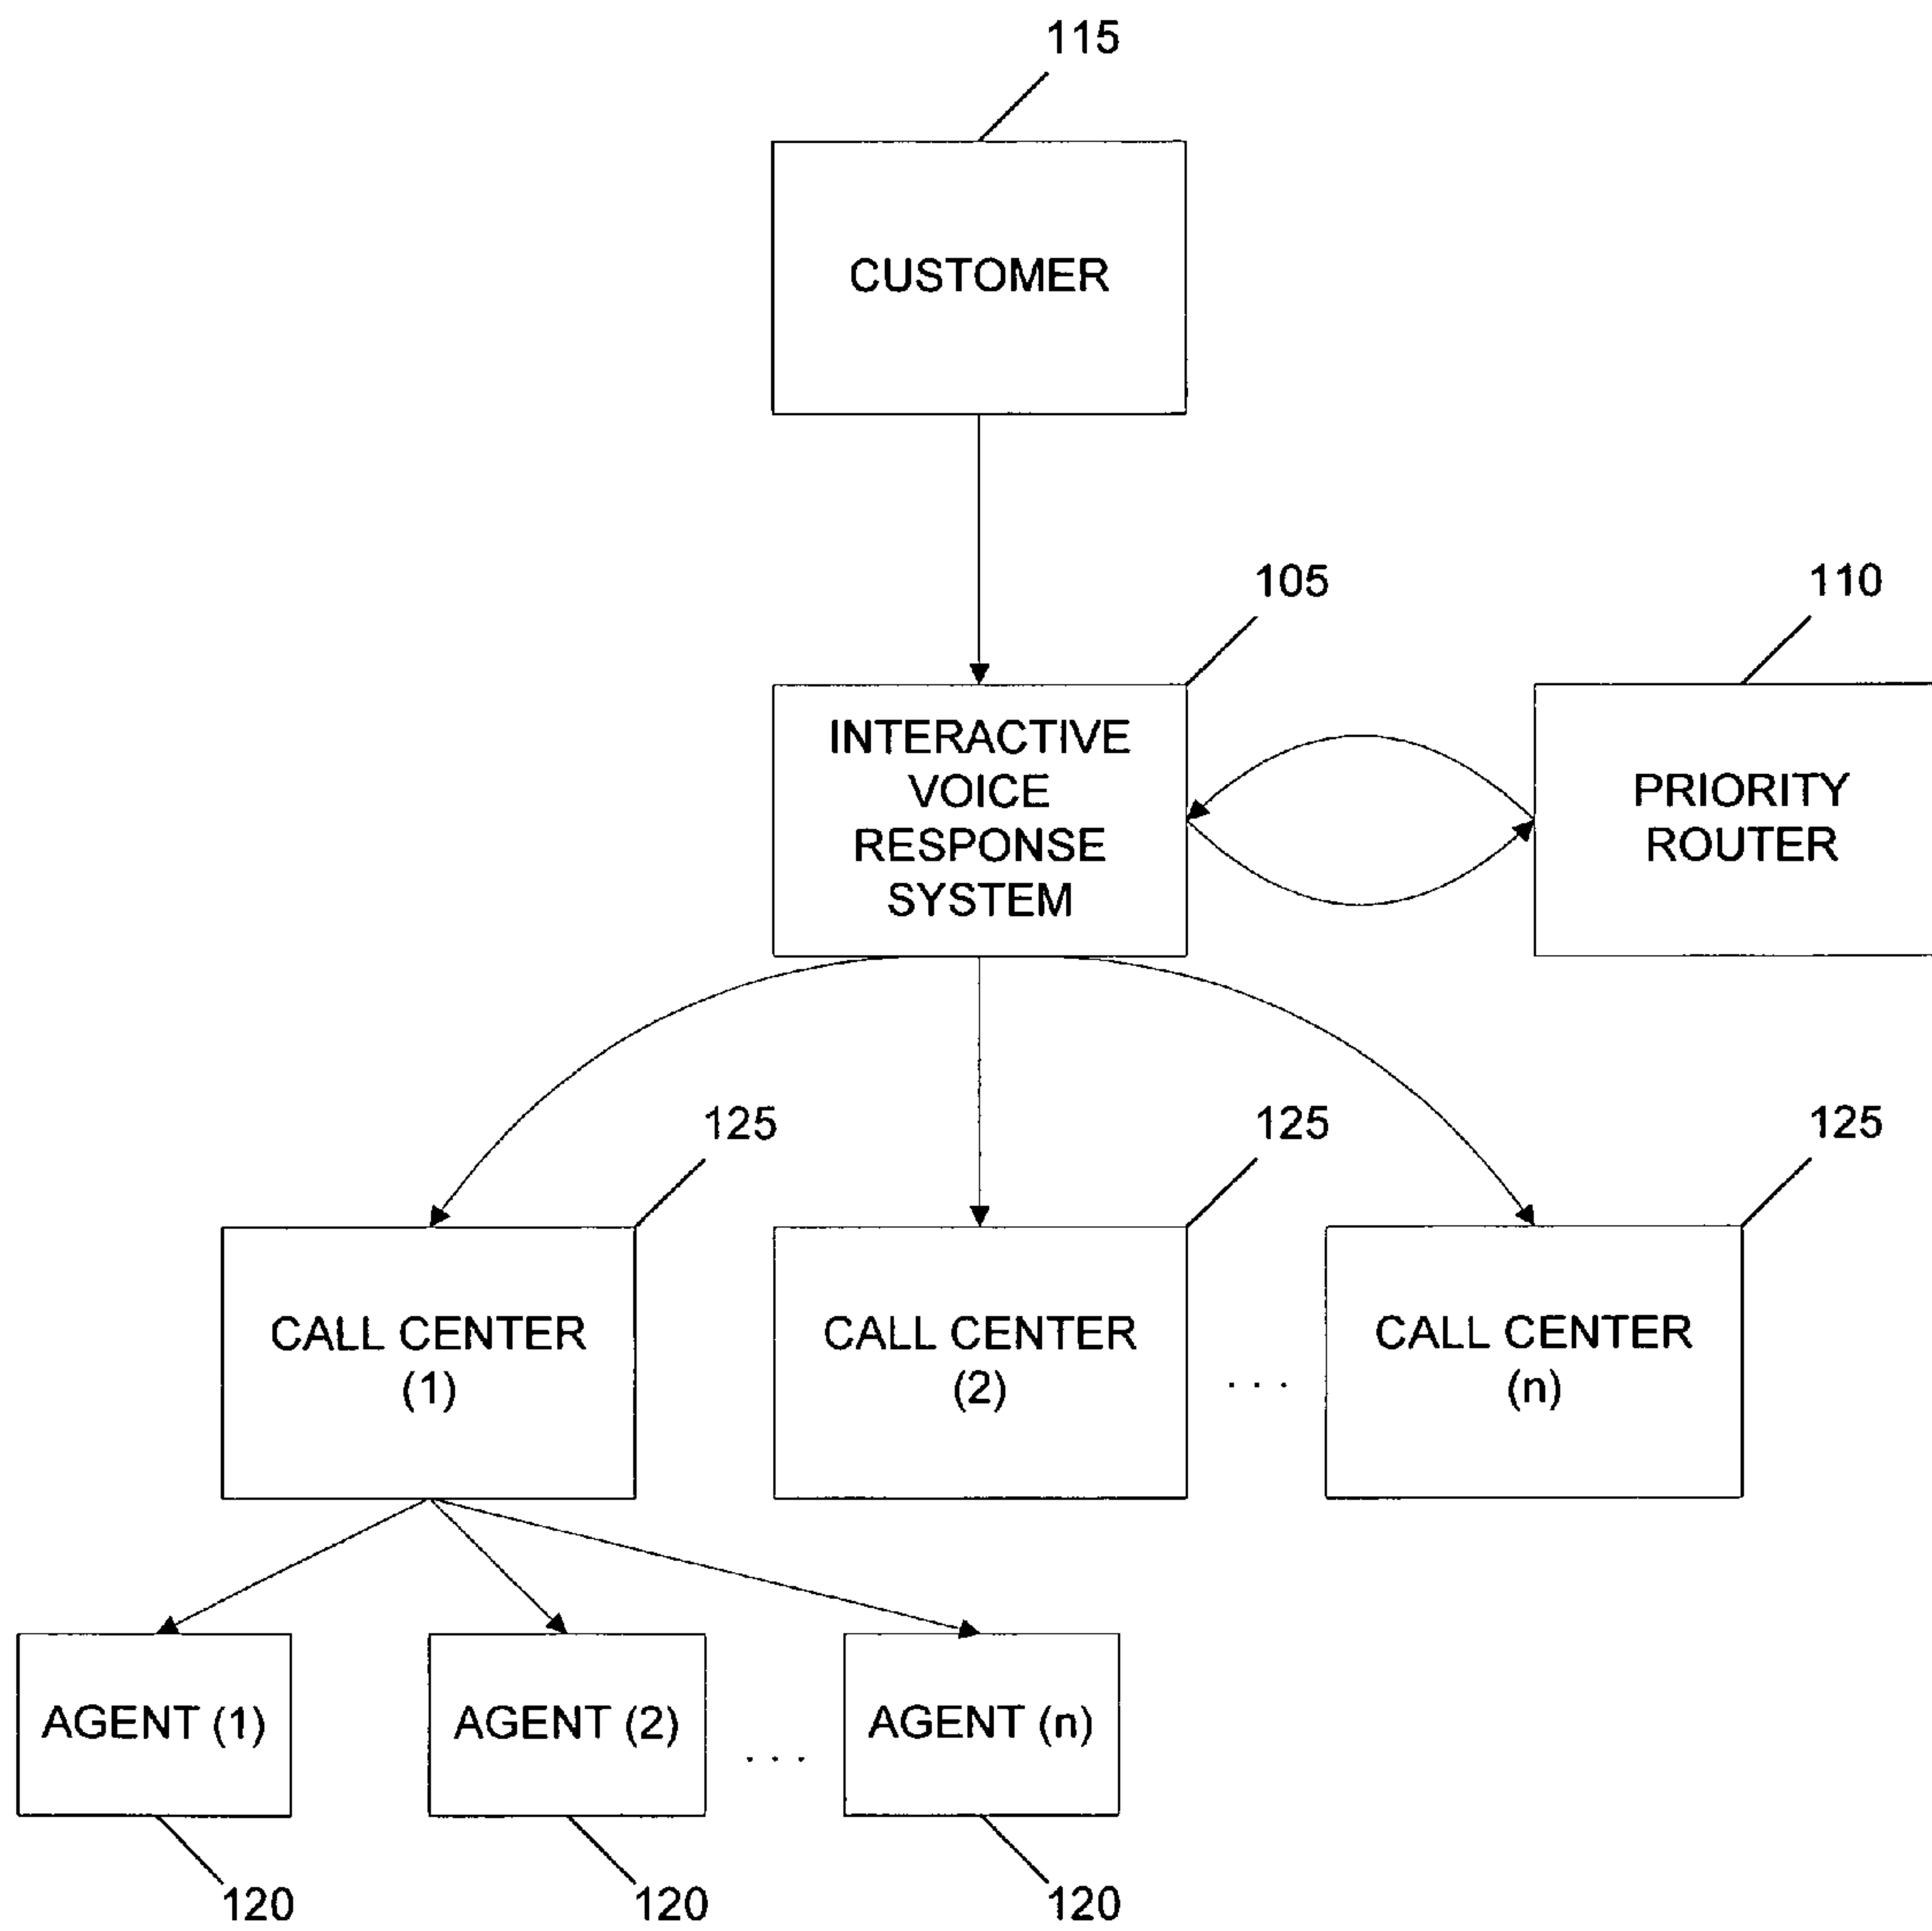 115
CUSTOMER
105
110
INTERACTIVE
VOICE
RESPONSE
SYSTEM
PRIORITY
ROUTER
125
125
125
CALL CENTER
(1)
CALL CENTER
(2)
. . .
CALL CENTER
(n)
AGENT (1)
AGENT (2)
. . .
AGENT (n)
120
120
120